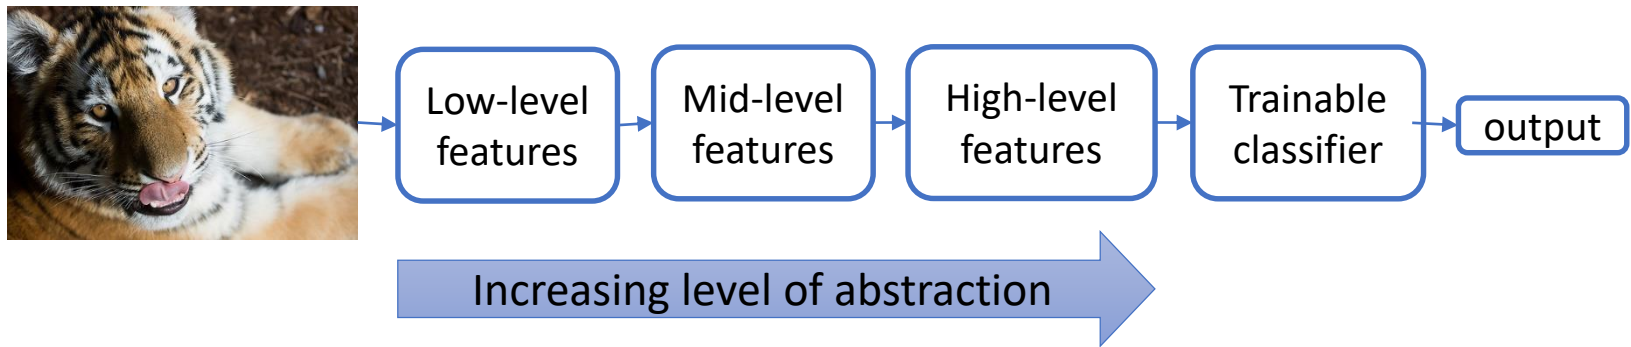 Low-level
features
Mid-level
features
High-level
features
Trainable
classifier
output
Increasing level of abstraction